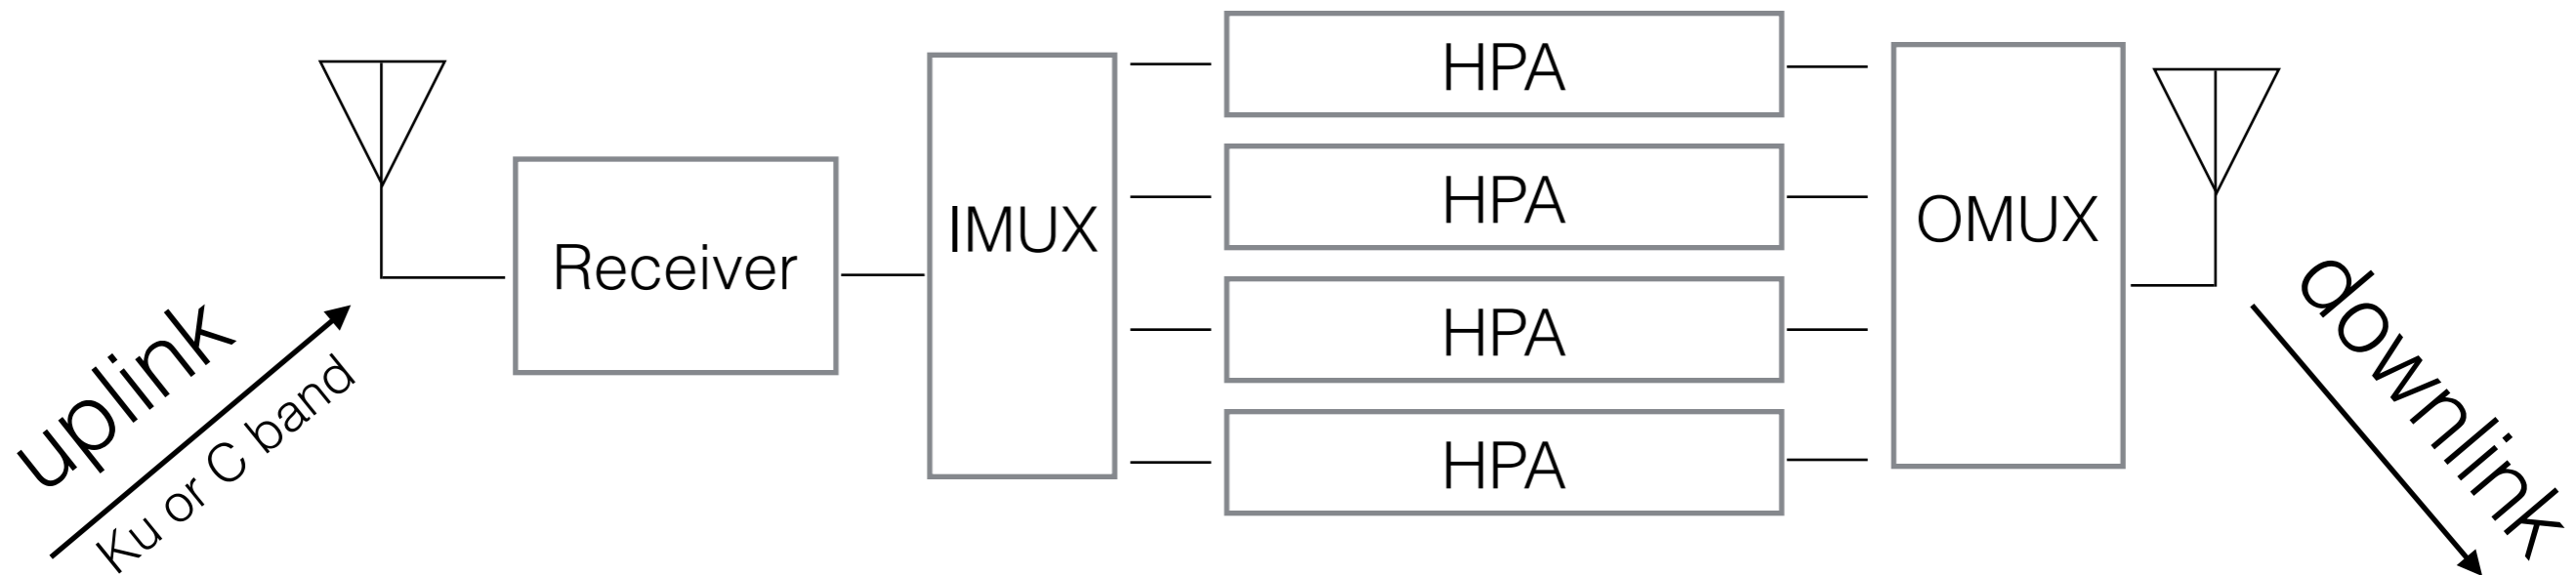 uplink
Ku or C band
Receiver
IMUX
HPA
HPA
HPA
HPA
OMUX
downlink